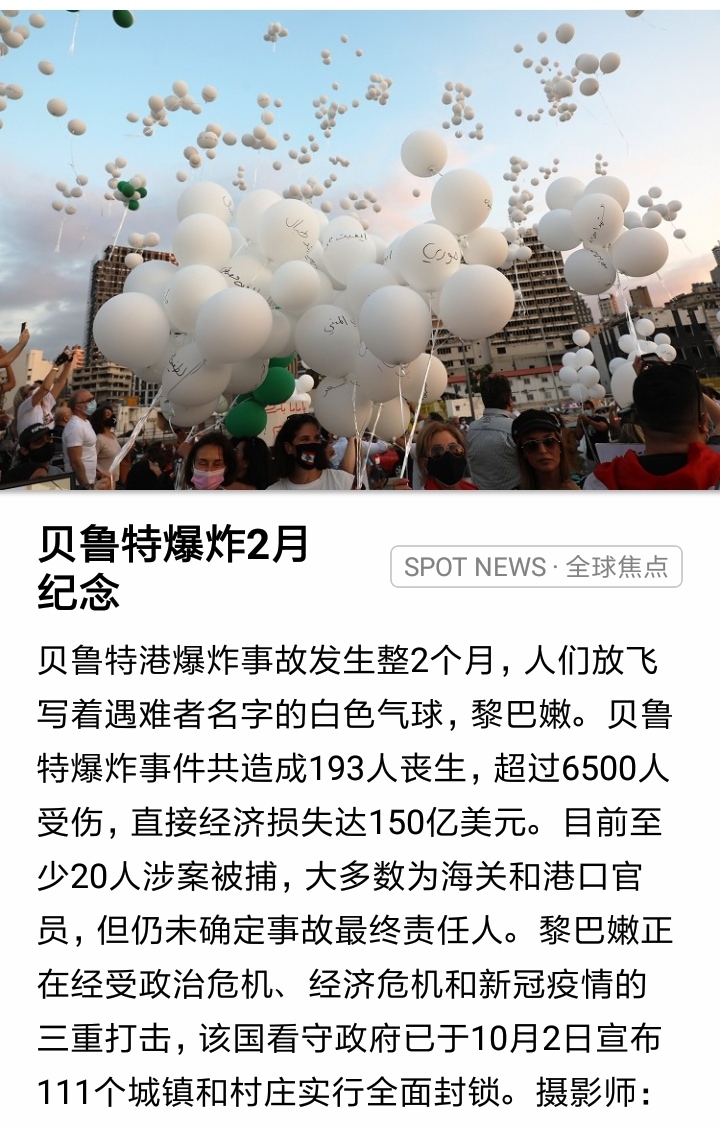 بيروت
贝鲁特爆炸2月
纪念
SPOT NEWS · 全球焦点
贝鲁特港爆炸事故发生整2个月，人们放飞
写着遇难者名字的白色气球，黎巴嫩。贝鲁
特爆炸事件共造成193人丧生，超过6500人
受伤，直接经济损失达150亿美元。目前至
少20人涉案被捕，大多数为海关和港口官
员，但仍未确定事故最终责任人。黎巴嫩正
在经受政治危机、经济危机和新冠疫情的
三重打击，该国看守政府已于10月2日宣布
111个城镇和村庄实行全面封锁。摄影师：